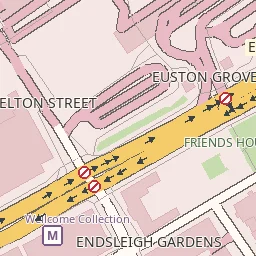 EUSTON GROVE
E
ELTON STREET
FRIENDS HOU
Wellcome Collection
M
ENDSLEIGH GARDENS